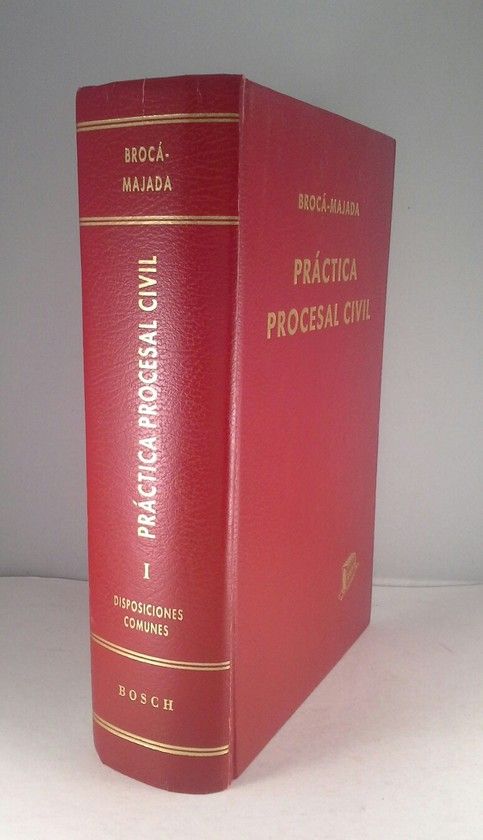 BROCÁ-
MAJADA
PRÁCTICA PROCESAL CIVIL
I
DISPOSICIONES
COMUNES
BOSCH
BROCÁ-MAJADA
PRÁCTICA
PROCESAL CIVIL